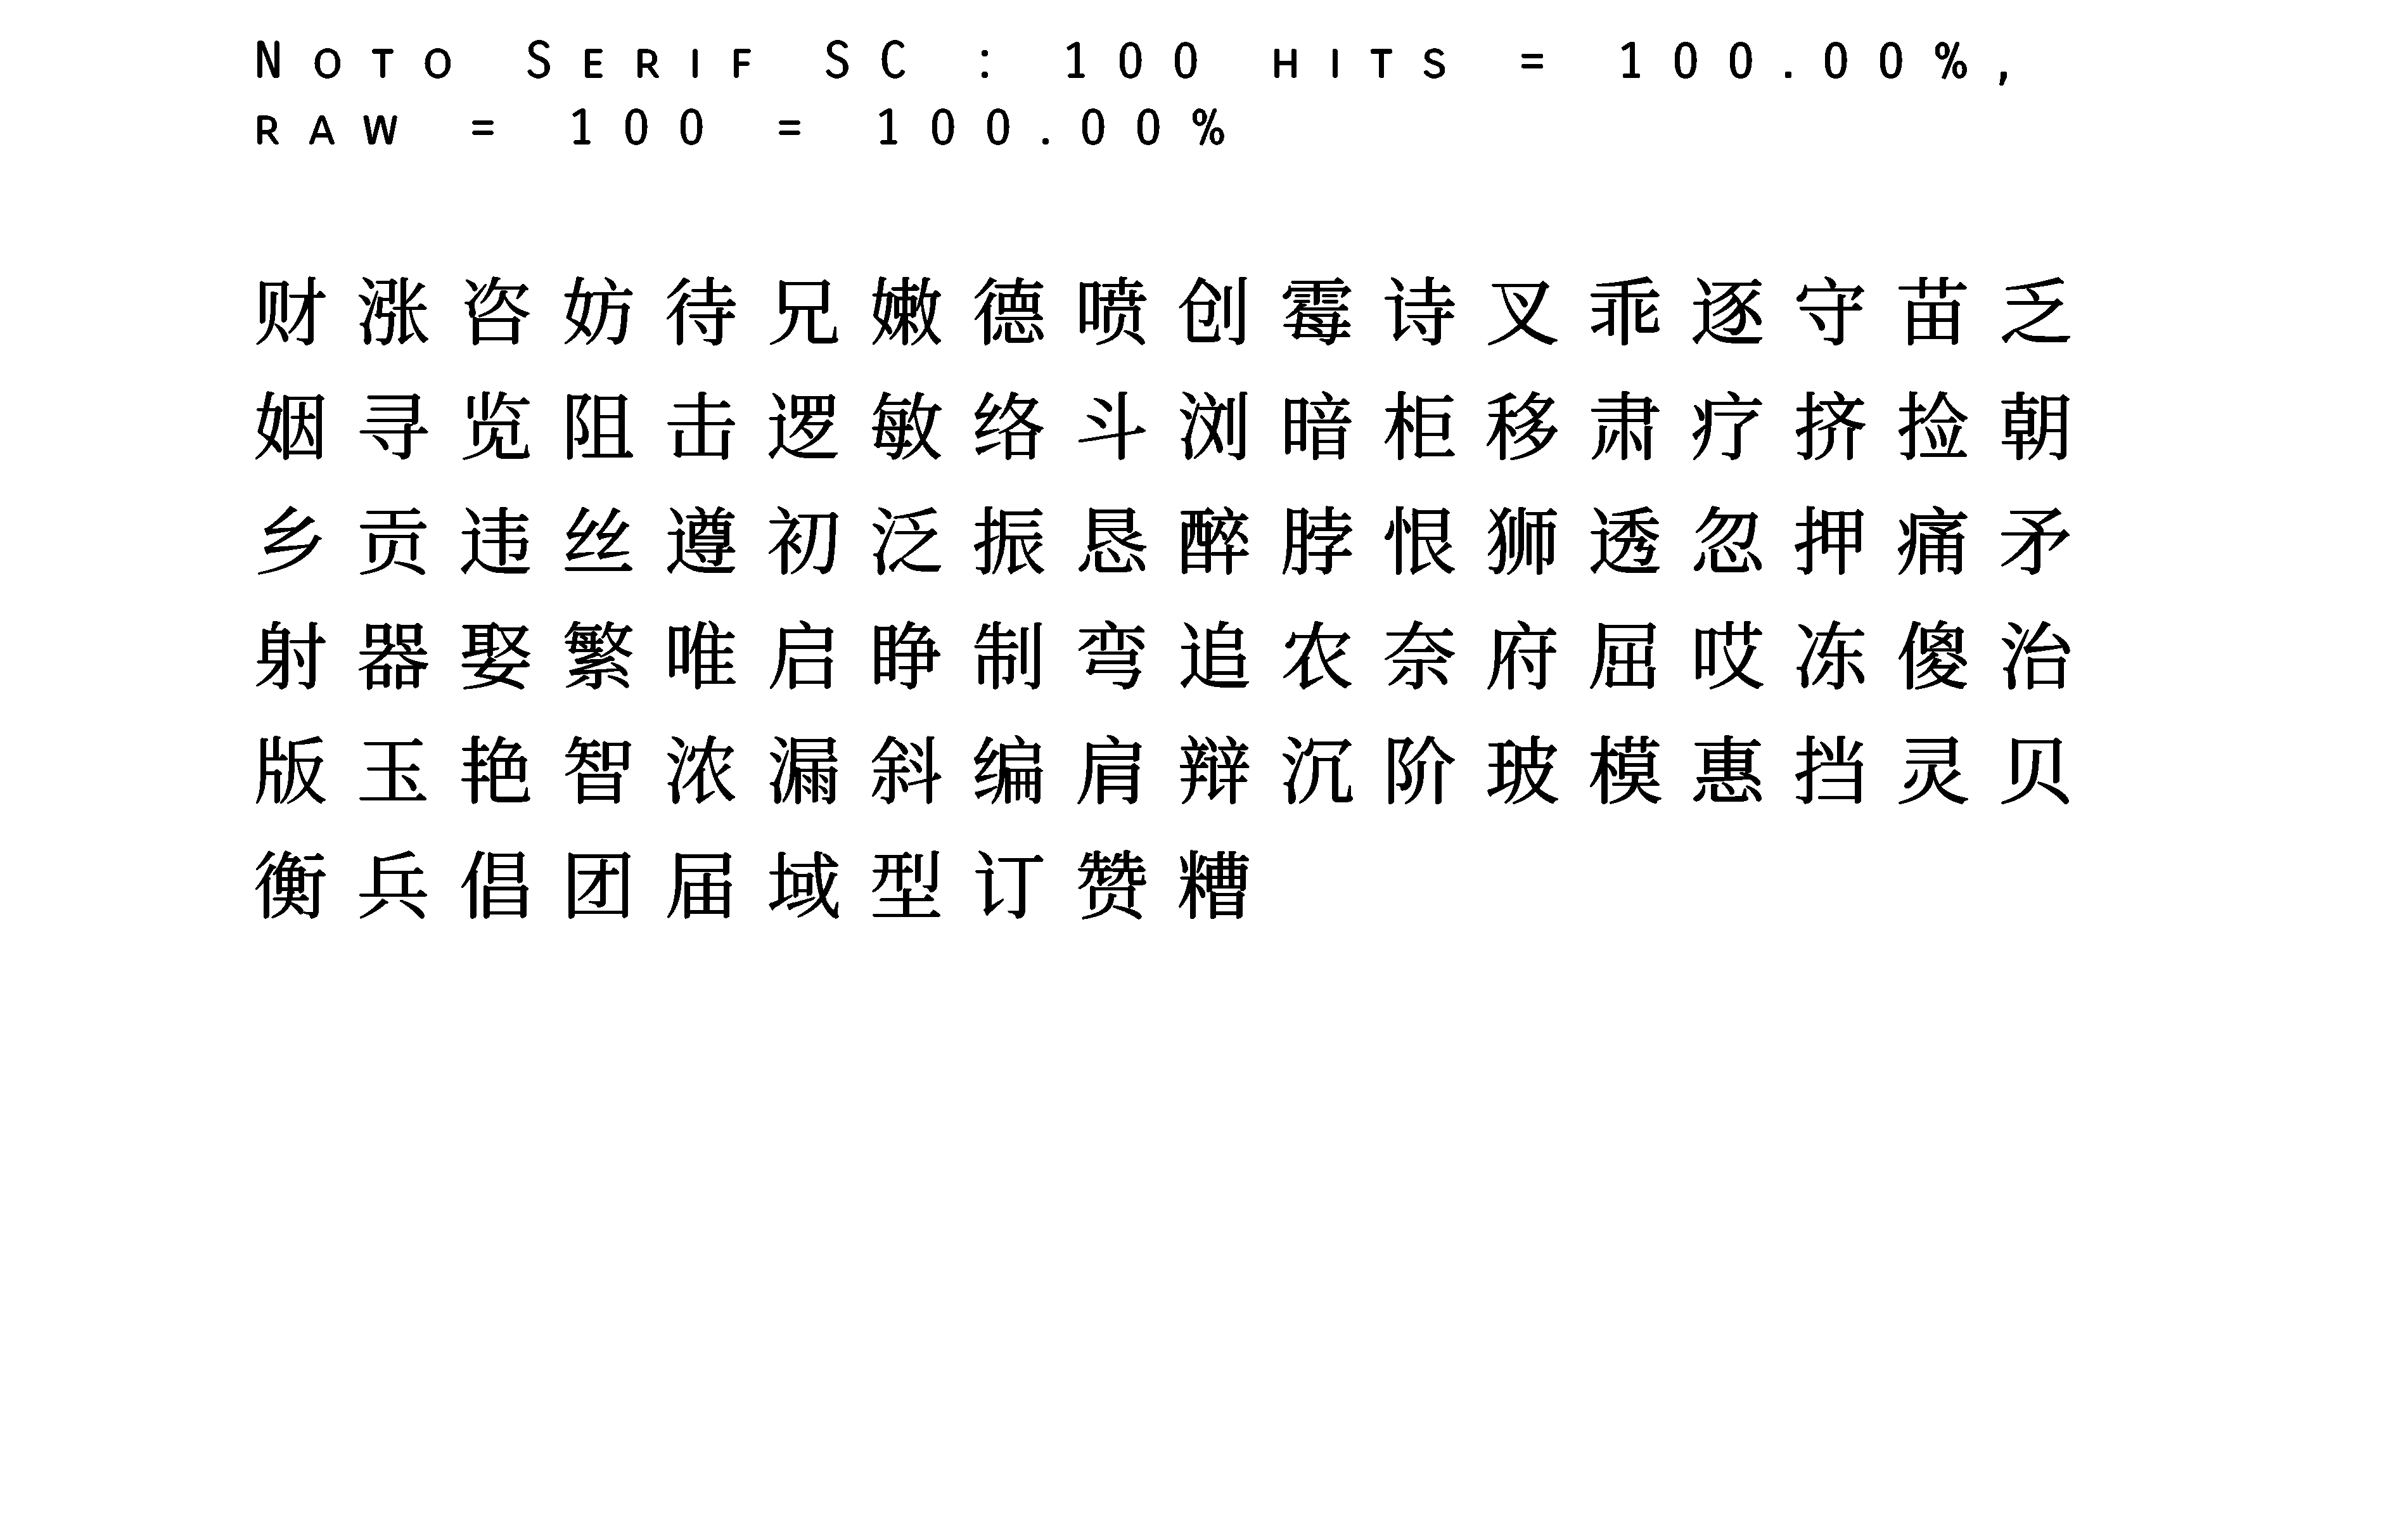 Noto Serif SC : 100 hits = 100.00%,
raw = 100 = 100.00%
财涨咨妨待兄嫩德喷创霉诗叉乖逐守苗乏
姻寻览阻击逻敏络斗浏暗柜移肃疗挤捡朝
乡贡违丝遵初泛振恳醉脖恨狮透忽押痛矛
射器娶繁唯启睁制弯追农奈府屈哎冻傻治
版玉艳智浓漏斜编肩辩沉阶玻模惠挡灵贝
衡兵倡团届域型订赞糟